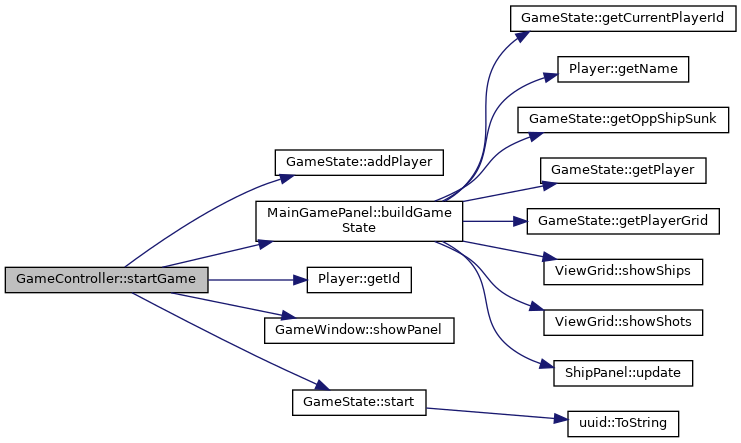 GameController::startGame
GameState::addPlayer
MainGamePanel::buildGame
State
Player::getId
GameWindow::showPanel
GameState::start
GameState::getCurrentPlayerId
Player::getName
GameState::getOppShipSunk
GameState::getPlayer
GameState::getPlayerGrid
ViewGrid::showShips
ViewGrid::showShots
ShipPanel::update
uuid::ToString